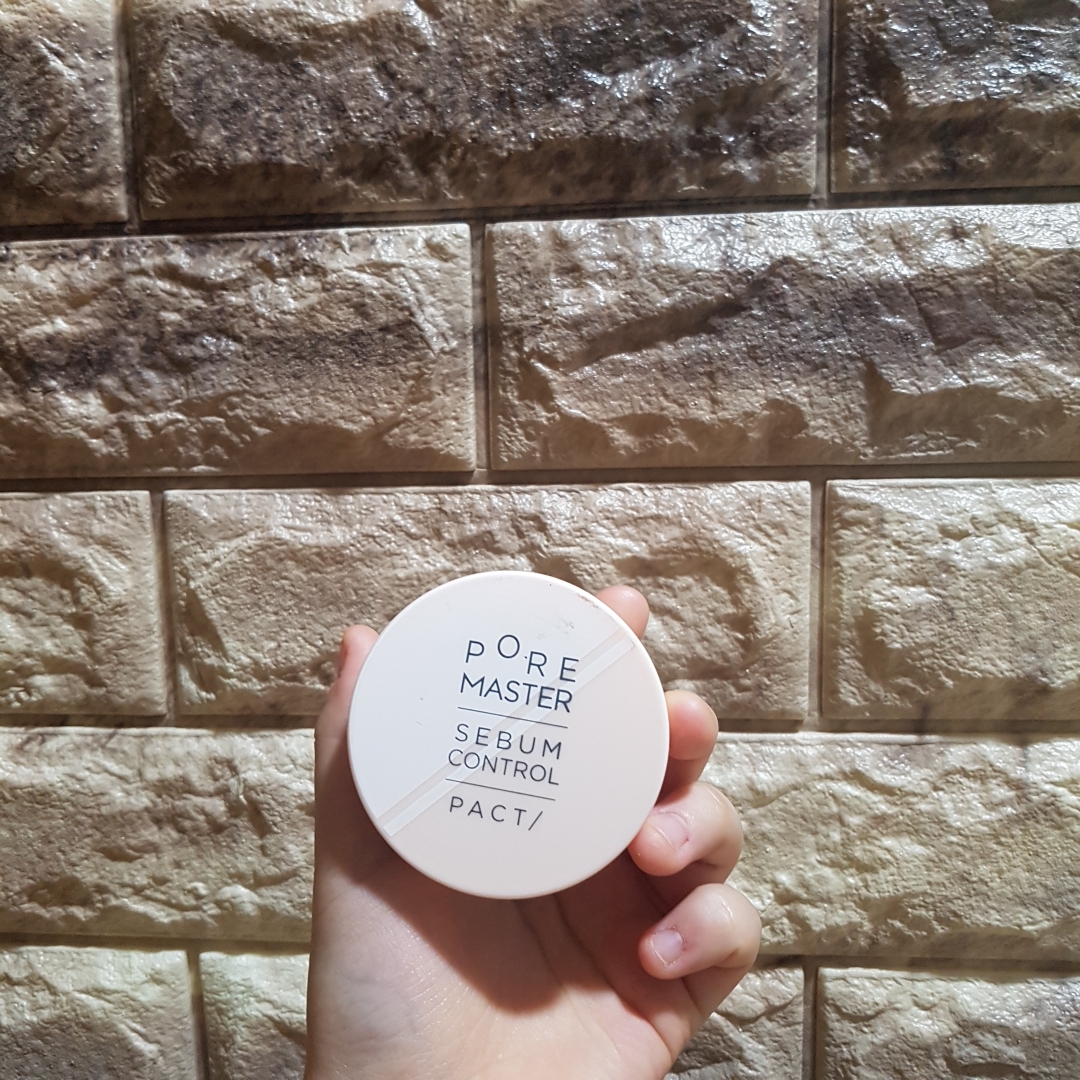 PORE
MASTER
SEBUM
CONTROL
PACT/